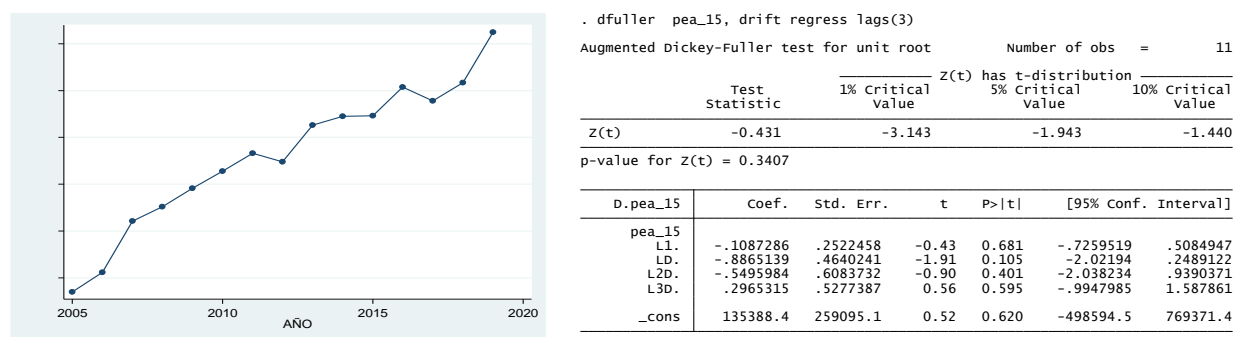 2005 2010 2015 2020
AÑO
. dfuller pea_15, drift regress lags(3)
Augmented Dickey-Fuller test for unit root Number of obs = 11
Z(t) has t-distribution
Test 1% Critical 5% Critical 10% Critical
Statistic Value Value Value
Z(t) -0.431 -3.143 -1.943 -1.440
p-value for Z(t) = 0.3407
D.pea_15 Coef. Std. Err. t P>|t| [95% Conf. Interval]
pea_15
L1. -.1087286 .2522458 -0.43 0.681 -.7259519 .5084947
LD. -.8865139 .4640241 -1.91 0.105 -2.02194 .2489122
L2D. -.5495984 .6083732 -0.90 0.401 -2.038234 .9390371
L3D. .2965315 .5277387 0.56 0.595 -.9947985 1.587861
_cons 135388.4 259095.1 0.52 0.620 -498594.5 769371.4